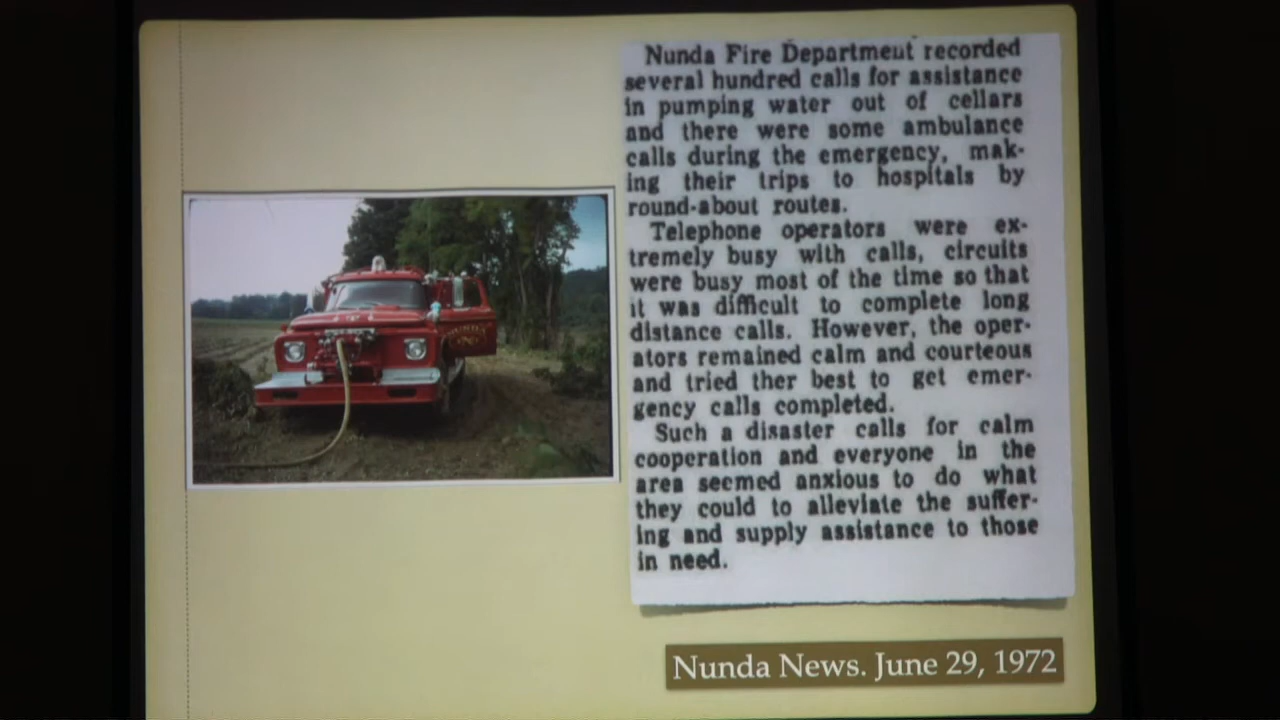 Nunda Fire Department recorded
several hundred calls for assistance
in pumping water out of cellars
and there were some ambulance
calls during the emergency, mak-
ing their trips to hospitals by
round-about routes.
Telephone operators were ex-
tremely busy with calls, circuits
were busy most of the time so that
it was difficult to complete long
distance calls. However, the oper-
ators remained calm and courteous
and tried ther best to get emer-
gency calls completed.
Such a disaster calls for calm
cooperation and everyone in the
area seemed anxious to do what
they could to alleviate the suffer-
ing and supply assistance to those
in need.
NUNDA
Nunda News. June 29, 1972